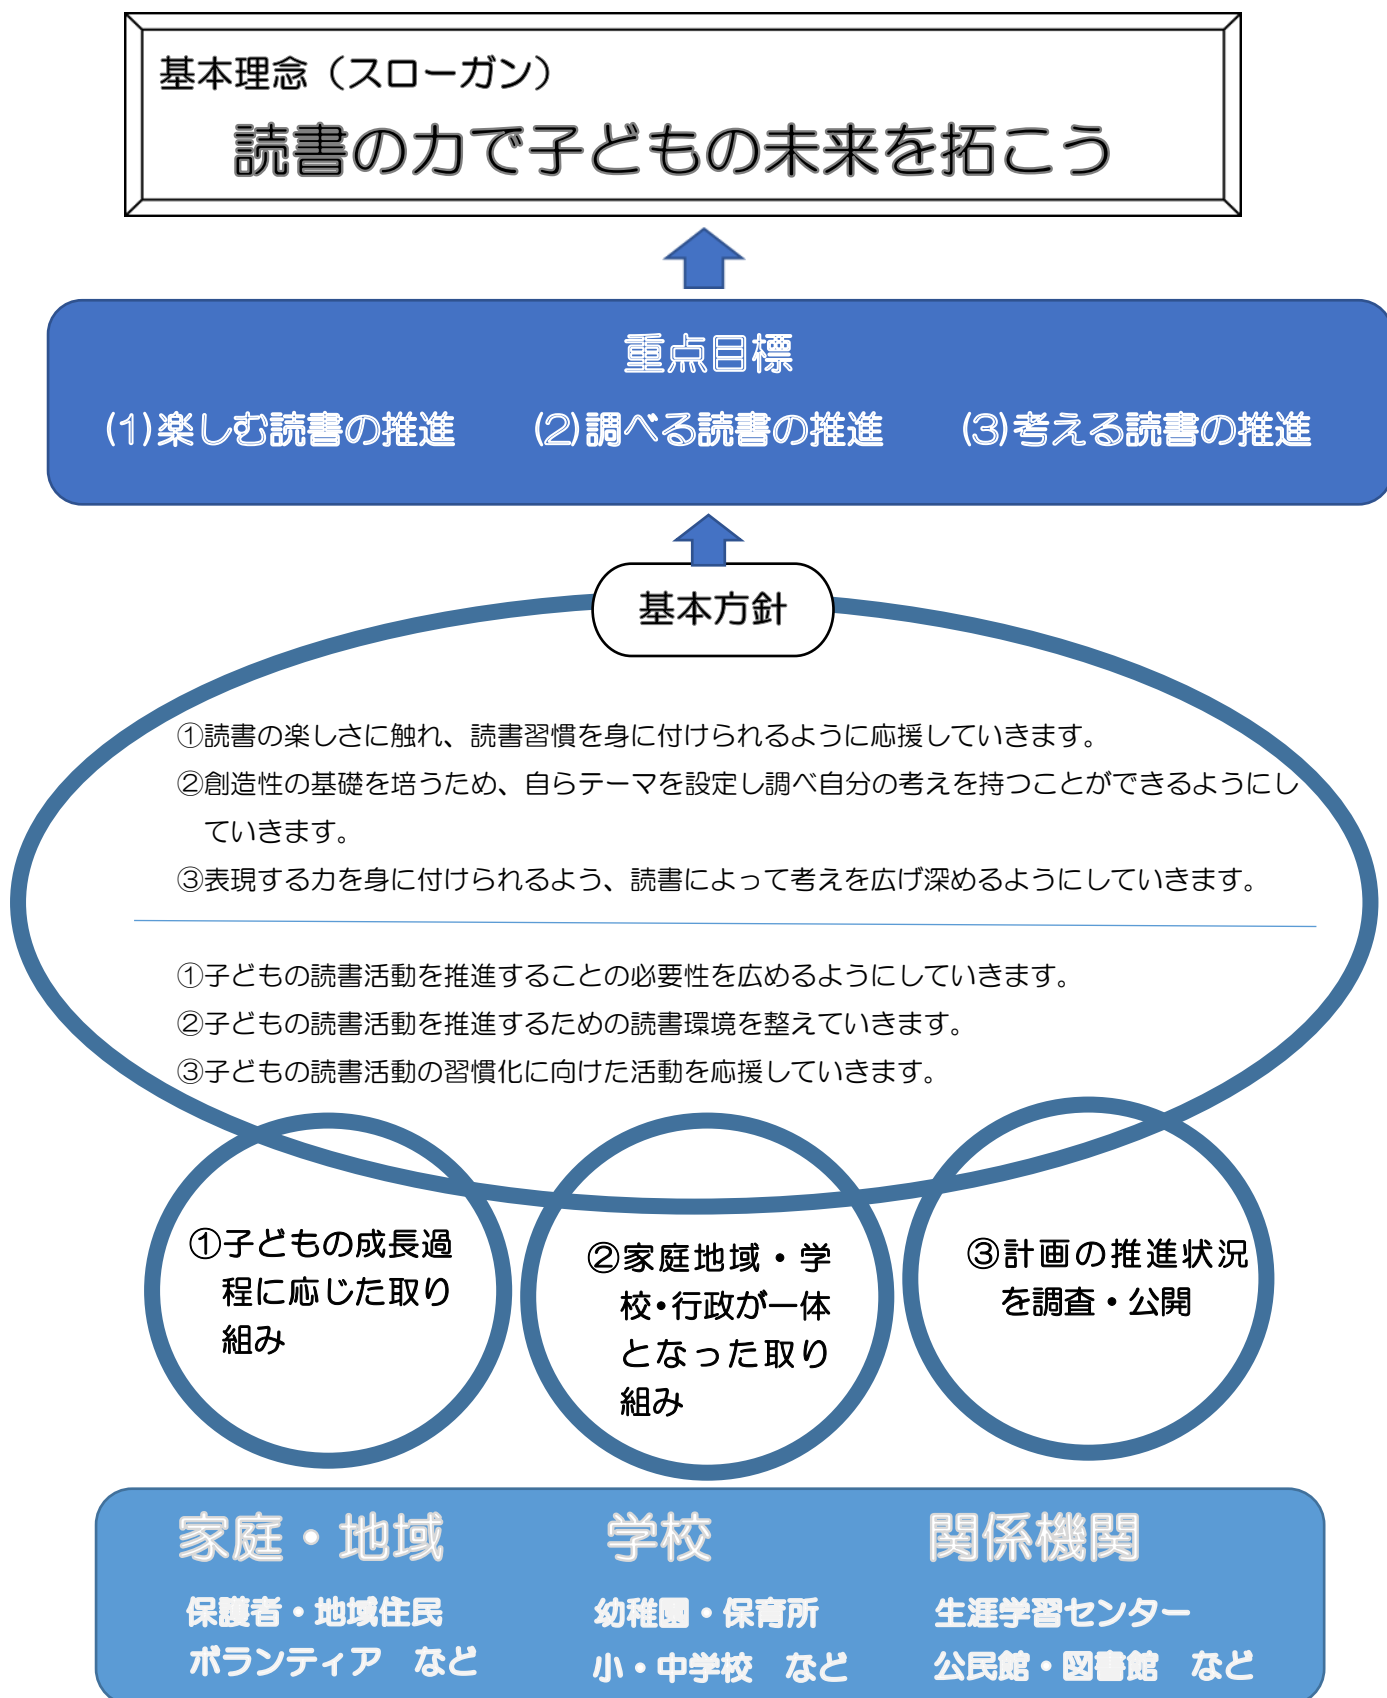 基本理念（スローガン）
読書の力で子どもの未来を拓こう
重点目標
(1)楽しむ読書の推進　(2)調べる読書の推進　(3)考える読書の推進
基本方針
①読書の楽しさに触れ、読書習慣を身に付けられるように応援していきます。
②創造性の基礎を培うため、自らテーマを設定し調べ自分の考えを持つことができるようにし
ていきます。
③表現する力を身に付けられるよう、読書によって考えを広げ深めるようにしていきます。
①子どもの読書活動を推進することの必要性を広めるようにしていきます。
②子どもの読書活動を推進するための読書環境を整えていきます。
③子どもの読書活動の習慣化に向けた活動を応援していきます。
①子どもの成長過
程に応じた取り
組み
②家庭地域・学
校・行政が一体
となった取り
組み
③計画の推進状況
を調査・公開
家庭・地域
保護者・地域住民
ボランティア　など
学校
幼稚園・保育所
小・中学校　など
関係機関
生涯学習センター
公民館・図書館　など